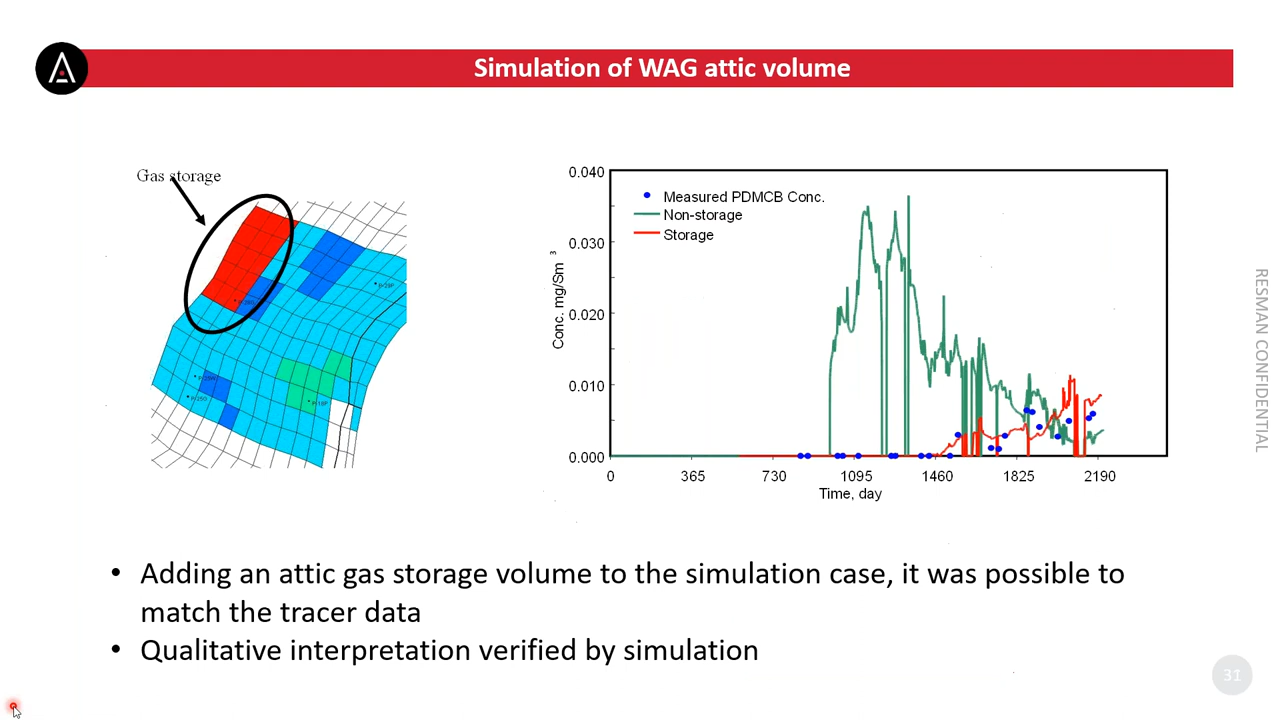 Simulation of WAG attic volume
Gas storage
0.040
0.030
0.020
0.010
0.000
Conc. mg/Sm³
Measured PDMCB Conc.
Non-storage
Storage
0
365
730
1095
1460
1825
2190
Time, day
• Adding an attic gas storage volume to the simulation case, it was possible to
match the tracer data
• Qualitative interpretation verified by simulation
RESMAN CONFIDENTIAL
31